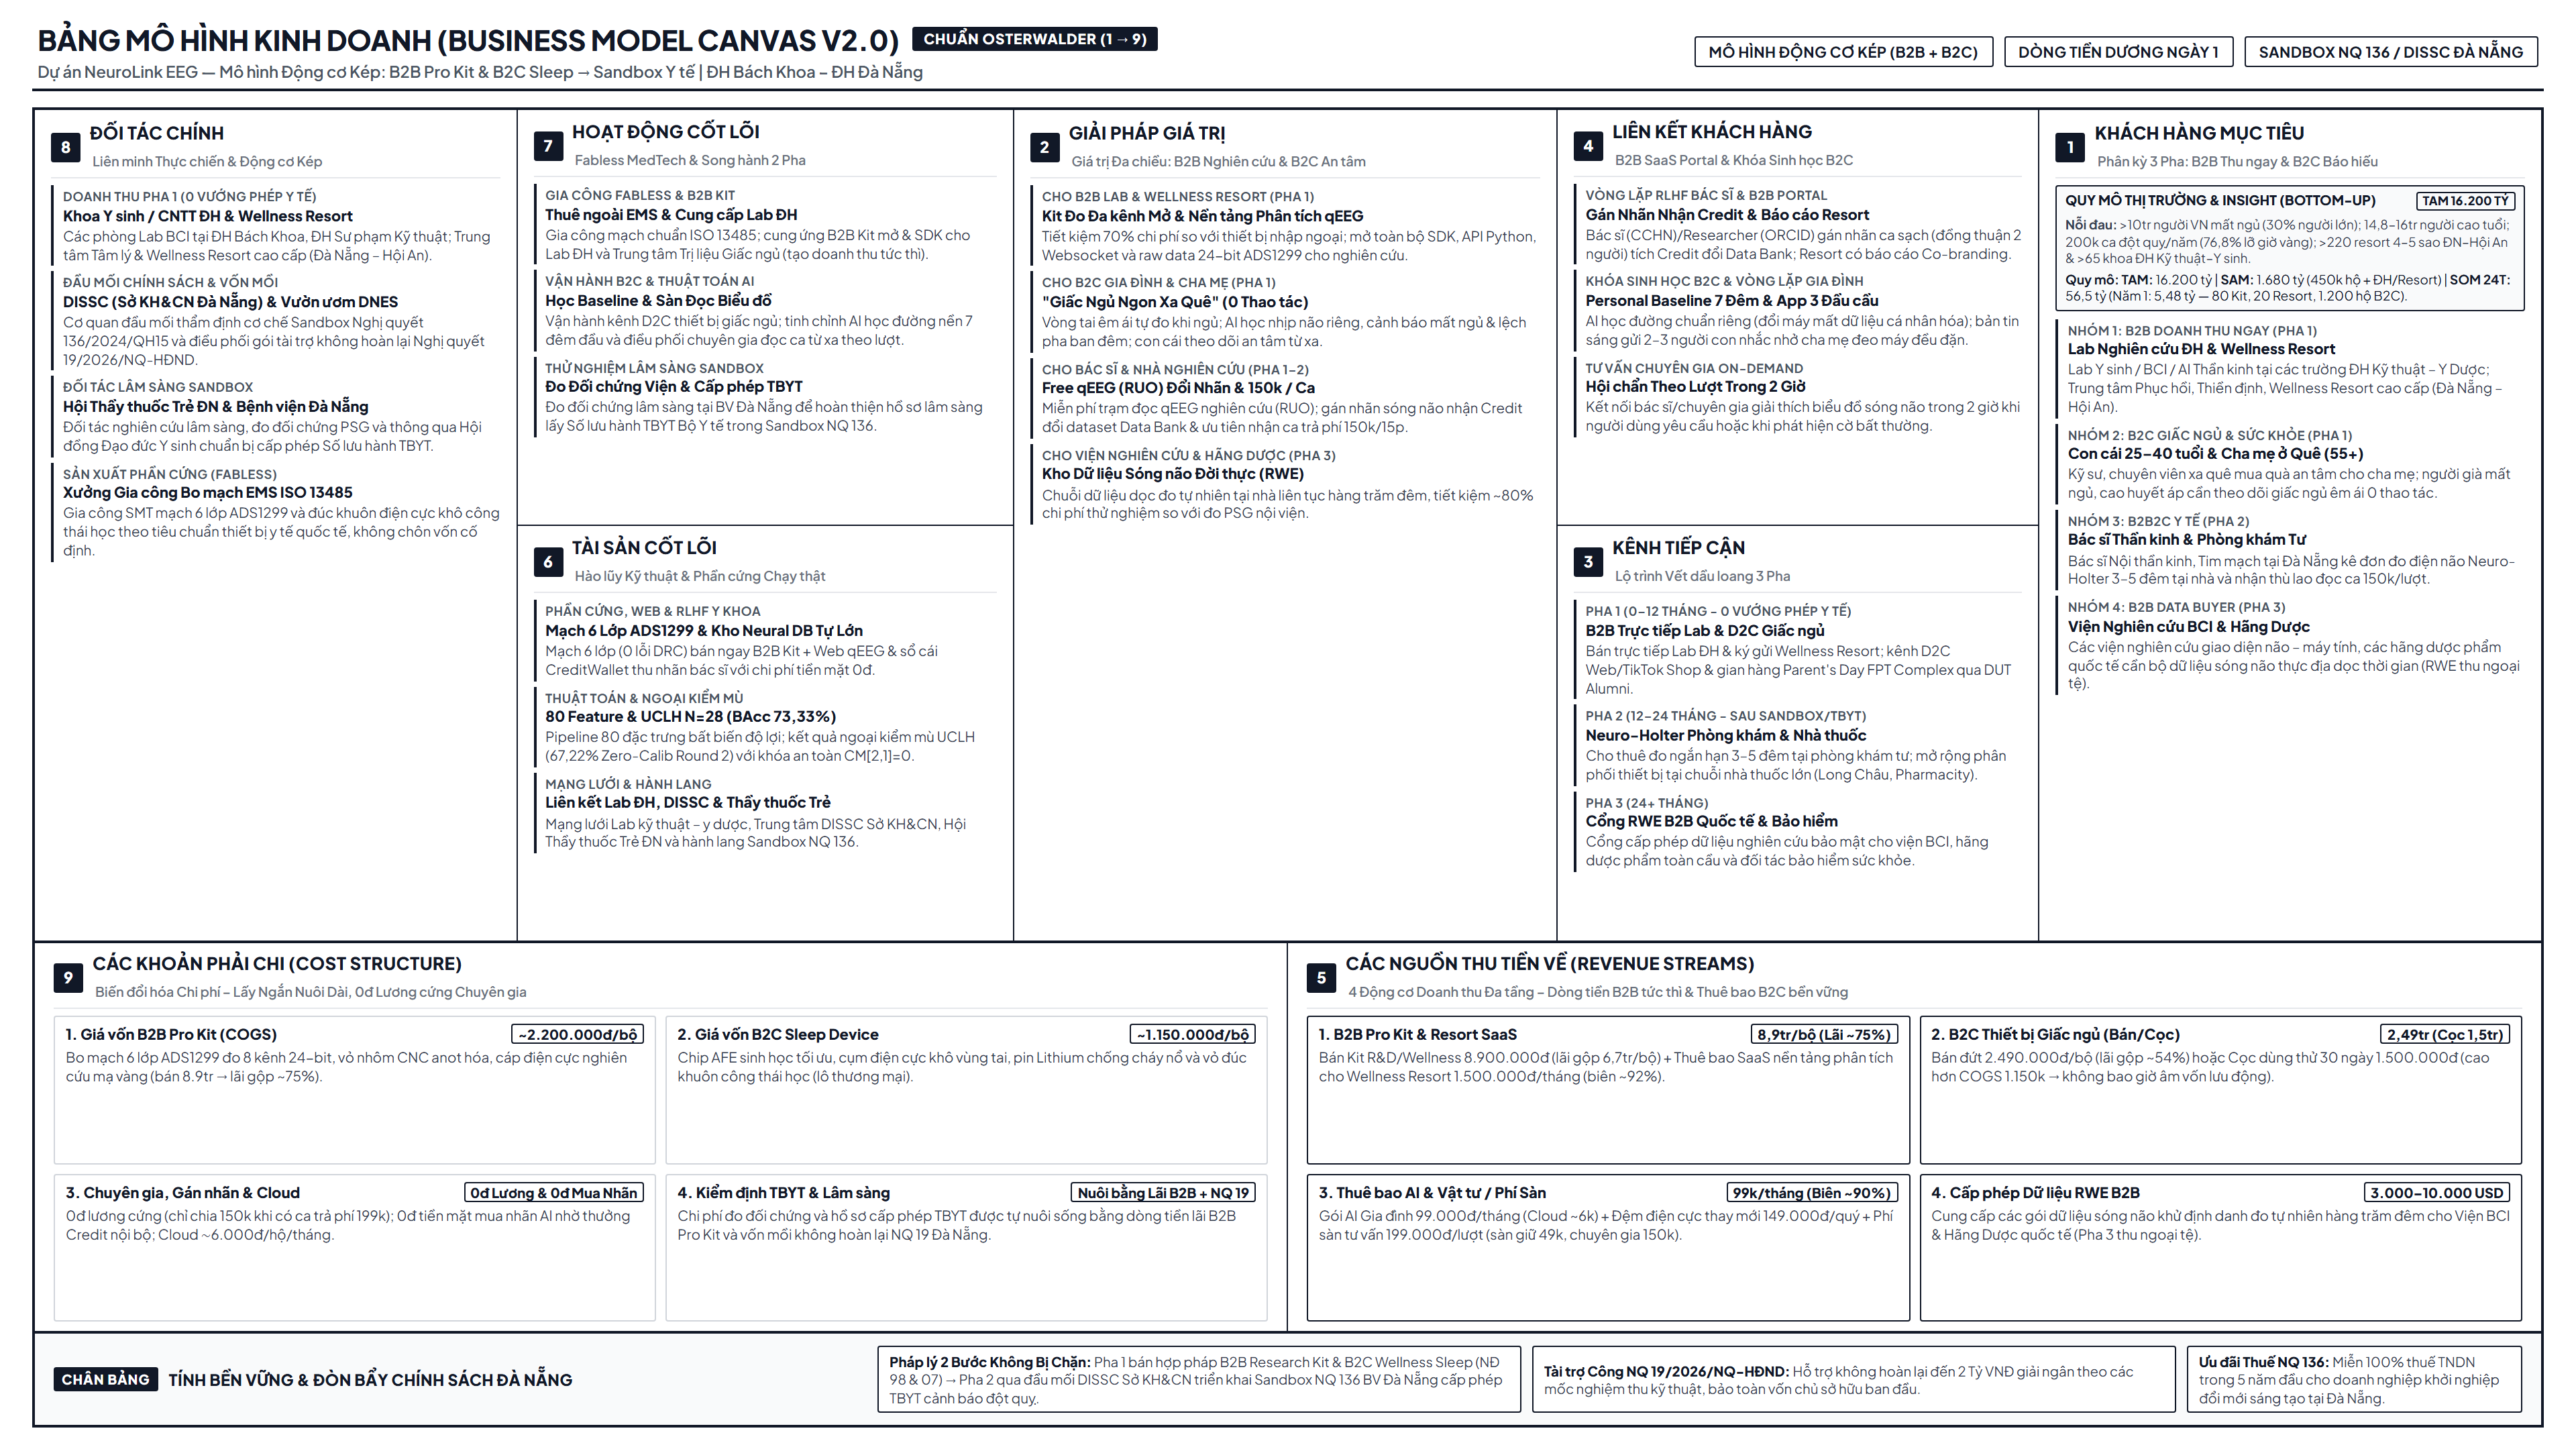 BẢNG MÔ HÌNH KINH DOANH (BUSINESS MODEL CANVAS V2.0)
CHUẨN OSTERWALDER (1 → 9)
Dự án NeuroLink EEG — Mô hình Động cơ Kép: B2B Pro Kit & B2C Sleep → Sandbox Y tế | ĐH Bách Khoa – ĐH Đà Nẵng
MÔ HÌNH ĐỘNG CƠ KÉP (B2B + B2C)
DÒNG TIỀN DƯƠNG NGÀY 1
SANDBOX NQ 136 / DISSC ĐÀ NẴNG
8
ĐỐI TÁC CHÍNH
Liên minh Thực chiến & Động cơ Kép
DOANH THU PHA 1 (0 VƯỚNG PHÉP Y TẾ)
Khoa Y sinh / CNTT ĐH & Wellness Resort
Các phòng Lab BCI tại ĐH Bách Khoa, ĐH Sư phạm Kỹ thuật; Trung
tâm Tâm lý & Wellness Resort cao cấp (Đà Nẵng – Hội An).
ĐẦU MỐI CHÍNH SÁCH & VỐN MỒI
DISSC (Sở KH&CN Đà Nẵng) & Vườn ươm DNES
Cơ quan đầu mối thẩm định cơ chế Sandbox Nghị quyết
136/2024/QH15 và điều phối gói tài trợ không hoàn lại Nghị quyết
19/2026/NQ-HĐND.
ĐỐI TÁC LÂM SÀNG SANDBOX
Hội Thầy thuốc Trẻ ĐN & Bệnh viện Đà Nẵng
Đối tác nghiên cứu lâm sàng, đo đối chứng PSG và thông qua Hội
đồng Đạo đức Y sinh chuẩn bị cấp phép Số lưu hành TBYT.
SẢN XUẤT PHẦN CỨNG (FABLESS)
Xưởng Gia công Bo mạch EMS ISO 13485
Gia công SMT mạch 6 lớp ADS1299 và đúc khuôn điện cực khô công
thái học theo tiêu chuẩn thiết bị y tế quốc tế, không chôn vốn cố
định.
7
HOẠT ĐỘNG CỐT LÕI
Fabless MedTech & Song hành 2 Pha
GIA CÔNG FABLESS & B2B KIT
Thuê ngoài EMS & Cung cấp Lab ĐH
Gia công mạch chuẩn ISO 13485; cung ứng B2B Kit mở & SDK cho
Lab ĐH và Trung tâm Trị liệu Giấc ngủ (tạo doanh thu tức thì).
VẬN HÀNH B2C & THUẬT TOÁN AI
Học Baseline & Sàn Đọc Biểu đồ
Vận hành kênh D2C thiết bị giấc ngủ; tinh chỉnh AI học đường nền 7
đêm đầu và điều phối chuyên gia đọc ca từ xa theo lượt.
THỬ NGHIỆM LÂM SÀNG SANDBOX
Đo Đối chứng Viện & Cấp phép TBYT
Đo đối chứng lâm sàng tại BV Đà Nẵng để hoàn thiện hồ sơ lâm sàng
lấy Số lưu hành TBYT Bộ Y tế trong Sandbox NQ 136.
6
TÀI SẢN CỐT LÕI
Hào lũy Kỹ thuật & Phần cứng Chạy thật
PHẦN CỨNG, WEB & RLHF Y KHOA
Mạch 6 Lớp ADS1299 & Kho Neural DB Tự Lớn
Mạch 6 lớp (0 lỗi DRC) bán ngay B2B Kit + Web qEEG & sổ cái
CreditWallet thu nhãn bác sĩ với chi phí tiền mặt 0đ.
THUẬT TOÁN & NGOẠI KIỂM MÙ
80 Feature & UCLH N=28 (BAcc 73,33%)
Pipeline 80 đặc trưng bất biến độ lợi; kết quả ngoại kiểm mù UCLH
(67,22% Zero-Calib Round 2) với khóa an toàn CM[2,1]=0.
MẠNG LƯỚI & HÀNH LANG
Liên kết Lab ĐH, DISSC & Thầy thuốc Trẻ
Mạng lưới Lab kỹ thuật – y dược, Trung tâm DISSC Sở KH&CN, Hội
Thầy thuốc Trẻ ĐN và hành lang Sandbox NQ 136.
2
GIẢI PHÁP GIÁ TRỊ
Giá trị Đa chiều: B2B Nghiên cứu & B2C An tâm
CHO B2B LAB & WELLNESS RESORT (PHA 1)
Kit Đo Đa kênh Mở & Nền tảng Phân tích qEEG
Tiết kiệm 70% chi phí so với thiết bị nhập ngoại; mở toàn bộ SDK, API Python,
Websocket và raw data 24-bit ADS1299 cho nghiên cứu.
CHO B2C GIA ĐÌNH & CHA MẸ (PHA 1)
"Giấc Ngủ Ngon Xa Quê" (0 Thao tác)
Vòng tai êm ái tự đo khi ngủ; AI học nhịp não riêng, cảnh báo mất ngủ & lệch
pha ban đêm; con cái theo dõi an tâm từ xa.
CHO BÁC SĨ & NHÀ NGHIÊN CỨU (PHA 1–2)
Free qEEG (RUO) Đổi Nhãn & 150k / Ca
Miễn phí trạm đọc qEEG nghiên cứu (RUO); gán nhãn sóng não nhận Credit
đổi dataset Data Bank & ưu tiên nhận ca trả phí 150k/15p.
CHO VIỆN NGHIÊN CỨU & HÃNG DƯỢC (PHA 3)
Kho Dữ liệu Sóng não Đời thực (RWE)
Chuỗi dữ liệu dọc đo tự nhiên tại nhà liên tục hàng trăm đêm, tiết kiệm ~80%
chi phí thử nghiệm so với đo PSG nội viện.
4
LIÊN KẾT KHÁCH HÀNG
B2B SaaS Portal & Khóa Sinh học B2C
VÒNG LẶP RLHF BÁC SĨ & B2B PORTAL
Gán Nhãn Nhận Credit & Báo cáo Resort
Bác sĩ (CCHN)/Researcher (ORCID) gán nhãn ca sạch (đồng thuận 2
người) tích Credit đổi Data Bank; Resort có báo cáo Co-branding.
KHÓA SINH HỌC B2C & VÒNG LẶP GIA ĐÌNH
Personal Baseline 7 Đêm & App 3 Đầu cầu
AI học đường chuẩn riêng (đổi máy mất dữ liệu cá nhân hóa); bản tin
sáng gửi 2–3 người con nhắc nhở cha mẹ đeo máy đều đặn.
TƯ VẤN CHUYÊN GIA ON-DEMAND
Hội chẩn Theo Lượt Trong 2 Giờ
Kết nối bác sĩ/chuyên gia giải thích biểu đồ sóng não trong 2 giờ khi
người dùng yêu cầu hoặc khi phát hiện cờ bất thường.
3
KÊNH TIẾP CẬN
Lộ trình Vết dầu loang 3 Pha
PHA 1 (0–12 THÁNG - 0 VƯỚNG PHÉP Y TẾ)
B2B Trực tiếp Lab & D2C Giấc ngủ
Bán trực tiếp Lab ĐH & ký gửi Wellness Resort; kênh D2C
Web/TikTok Shop & gian hàng Parent's Day FPT Complex qua DUT
Alumni.
PHA 2 (12–24 THÁNG - SAU SANDBOX/TBYT)
Neuro-Holter Phòng khám & Nhà thuốc
Cho thuê đo ngắn hạn 3–5 đêm tại phòng khám tư; mở rộng phân
phối thiết bị tại chuỗi nhà thuốc lớn (Long Châu, Pharmacity).
PHA 3 (24+ THÁNG)
Cổng RWE B2B Quốc tế & Bảo hiểm
Cổng cấp phép dữ liệu nghiên cứu bảo mật cho viện BCI, hãng
dược phẩm toàn cầu và đối tác bảo hiểm sức khỏe.
1
KHÁCH HÀNG MỤC TIÊU
Phân kỳ 3 Pha: B2B Thu ngay & B2C Báo hiếu
QUY MÔ THỊ TRƯỜNG & INSIGHT (BOTTOM-UP)
TAM 16.200 TỶ
Nỗi đau: >10tr người VN mất ngủ (30% người lớn); 14,8–16tr người cao tuổi;
200k ca đột quỵ/năm (76,8% lỡ giờ vàng); >220 resort 4–5 sao ĐN–Hội An
& >65 khoa ĐH Kỹ thuật–Y sinh.
Quy mô: TAM: 16.200 tỷ | SAM: 1.680 tỷ (450k hộ + ĐH/Resort) | SOM 24T:
56,5 tỷ (Năm 1: 5,48 tỷ — 80 Kit, 20 Resort, 1.200 hộ B2C).
NHÓM 1: B2B DOANH THU NGAY (PHA 1)
Lab Nghiên cứu ĐH & Wellness Resort
Lab Y sinh / BCI / AI Thần kinh tại các trường ĐH Kỹ thuật – Y Dược;
Trung tâm Phục hồi, Thiền định, Wellness Resort cao cấp (Đà Nẵng –
Hội An).
NHÓM 2: B2C GIẤC NGỦ & SỨC KHỎE (PHA 1)
Con cái 25–40 tuổi & Cha mẹ ở Quê (55+)
Kỹ sư, chuyên viên xa quê mua quà an tâm cho cha mẹ; người già mất
ngủ, cao huyết áp cần theo dõi giấc ngủ êm ái 0 thao tác.
NHÓM 3: B2B2C Y TẾ (PHA 2)
Bác sĩ Thần kinh & Phòng khám Tư
Bác sĩ Nội thần kinh, Tim mạch tại Đà Nẵng kê đơn đo điện não Neuro-
Holter 3–5 đêm tại nhà và nhận thù lao đọc ca 150k/lượt.
NHÓM 4: B2B DATA BUYER (PHA 3)
Viện Nghiên cứu BCI & Hãng Dược
Các viện nghiên cứu giao diện não – máy tính, các hãng dược phẩm
quốc tế cần bộ dữ liệu sóng não thực địa dọc thời gian (RWE thu ngoại
tệ).
9
CÁC KHOẢN PHẢI CHI (COST STRUCTURE)
Biến đổi hóa Chi phí – Lấy Ngắn Nuôi Dài, 0đ Lương cứng Chuyên gia
1. Giá vốn B2B Pro Kit (COGS)
~2.200.000đ/bộ
Bo mạch 6 lớp ADS1299 đo 8 kênh 24-bit, vỏ nhôm CNC anot hóa, cáp điện cực nghiên
cứu mạ vàng (bán 8.9tr → lãi gộp ~75%).
2. Giá vốn B2C Sleep Device
~1.150.000đ/bộ
Chip AFE sinh học tối ưu, cụm điện cực khô vùng tai, pin Lithium chống cháy nổ và vỏ đúc
khuôn công thái học (lô thương mại).
3. Chuyên gia, Gán nhãn & Cloud
0đ Lương & 0đ Mua Nhãn
0đ lương cứng (chỉ chia 150k khi có ca trả phí 199k); 0đ tiền mặt mua nhãn AI nhờ thưởng
Credit nội bộ; Cloud ~6.000đ/hộ/tháng.
4. Kiểm định TBYT & Lâm sàng
Nuôi bằng Lãi B2B + NQ 19
Chi phí đo đối chứng và hồ sơ cấp phép TBYT được tự nuôi sống bằng dòng tiền lãi B2B
Pro Kit và vốn mồi không hoàn lại NQ 19 Đà Nẵng.
5
CÁC NGUỒN THU TIỀN VỀ (REVENUE STREAMS)
4 Động cơ Doanh thu Đa tầng – Dòng tiền B2B tức thì & Thuê bao B2C bền vững
1. B2B Pro Kit & Resort SaaS
8,9tr/bộ (Lãi ~75%)
Bán Kit R&D/Wellness 8.900.000đ (lãi gộp 6,7tr/bộ) + Thuê bao SaaS nền tảng phân tích
cho Wellness Resort 1.500.000đ/tháng (biên ~92%).
2. B2C Thiết bị Giấc ngủ (Bán/Cọc)
2,49tr (Cọc 1,5tr)
Bán đứt 2.490.000đ/bộ (lãi gộp ~54%) hoặc Cọc dùng thử 30 ngày 1.500.000đ (cao
hơn COGS 1.150k → không bao giờ âm vốn lưu động).
3. Thuê bao AI & Vật tư / Phí Sàn
99k/tháng (Biên ~90%)
Gói AI Gia đình 99.000đ/tháng (Cloud ~6k) + Đệm điện cực thay mới 149.000đ/quý + Phí
sàn tư vấn 199.000đ/lượt (sàn giữ 49k, chuyên gia 150k).
4. Cấp phép Dữ liệu RWE B2B
3.000–10.000 USD
Cung cấp các gói dữ liệu sóng não khử định danh đo tự nhiên hàng trăm đêm cho Viện BCI
& Hãng Dược quốc tế (Pha 3 thu ngoại tệ).
CHÂN BẢNG
TÍNH BỀN VỮNG & ĐÒN BẨY CHÍNH SÁCH ĐÀ NẴNG
Pháp lý 2 Bước Không Bị Chặn: Pha 1 bán hợp pháp B2B Research Kit & B2C Wellness Sleep (NĐ
98 & 07) → Pha 2 qua đầu mối DISSC Sở KH&CN triển khai Sandbox NQ 136 BV Đà Nẵng cấp phép
TBYT cảnh báo đột quỵ.
Tài trợ Công NQ 19/2026/NQ-HĐND: Hỗ trợ không hoàn lại đến 2 Tỷ VNĐ giải ngân theo các
mốc nghiệm thu kỹ thuật, bảo toàn vốn chủ sở hữu ban đầu.
Ưu đãi Thuế NQ 136: Miễn 100% thuế TNDN
trong 5 năm đầu cho doanh nghiệp khởi nghiệp
đổi mới sáng tạo tại Đà Nẵng.